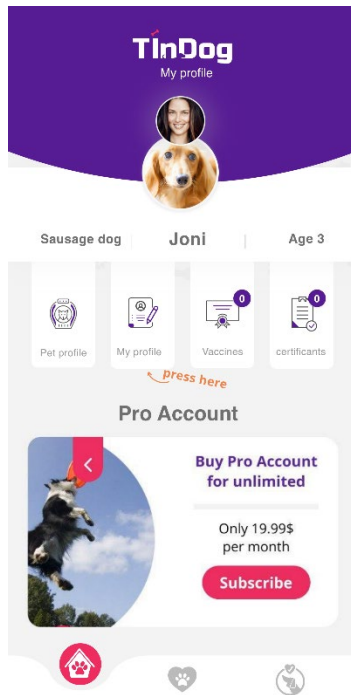 TinDog
My profile
Sausage dog
Joni
Age 3
0
0
Pet profile
My profile
Vaccines
certificants
press here
Pro Account
Buy Pro Account
for unlimited
Only 19.99$
per month
Subscribe